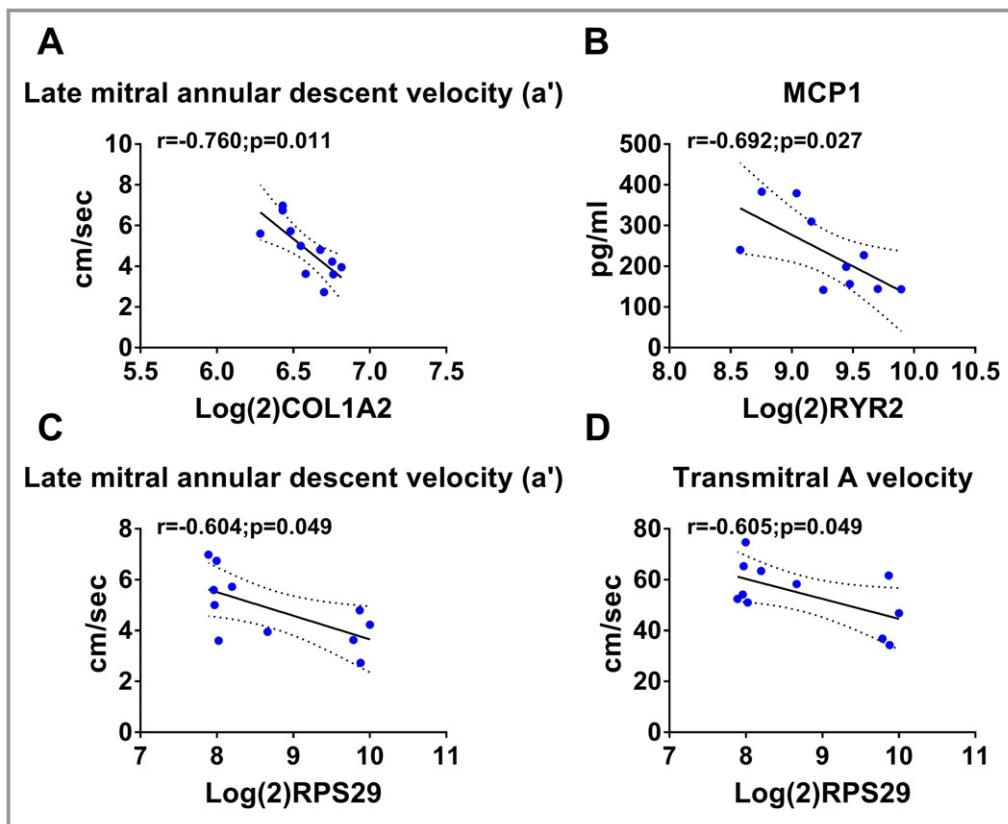 A
Late mitral annular descent velocity (a')
r=-0.760;p=0.011
10
8
6
4
2
0
cm/sec
5.5 6.0 6.5 7.0 7.5
Log(2)COL1A2
B
MCP1
r=-0.692;p=0.027
500
400
300
200
100
0
pg/ml
8.0 8.5 9.0 9.5 10.0 10.5
Log(2)RYR2
C
Late mitral annular descent velocity (a')
r=-0.604;p=0.049
8
6
4
2
0
cm/sec
7 8 9 10 11
Log(2)RPS29
D
Transmitral A velocity
r=-0.605;p=0.049
80
60
40
20
0
cm/sec
7 8 9 10 11
Log(2)RPS29